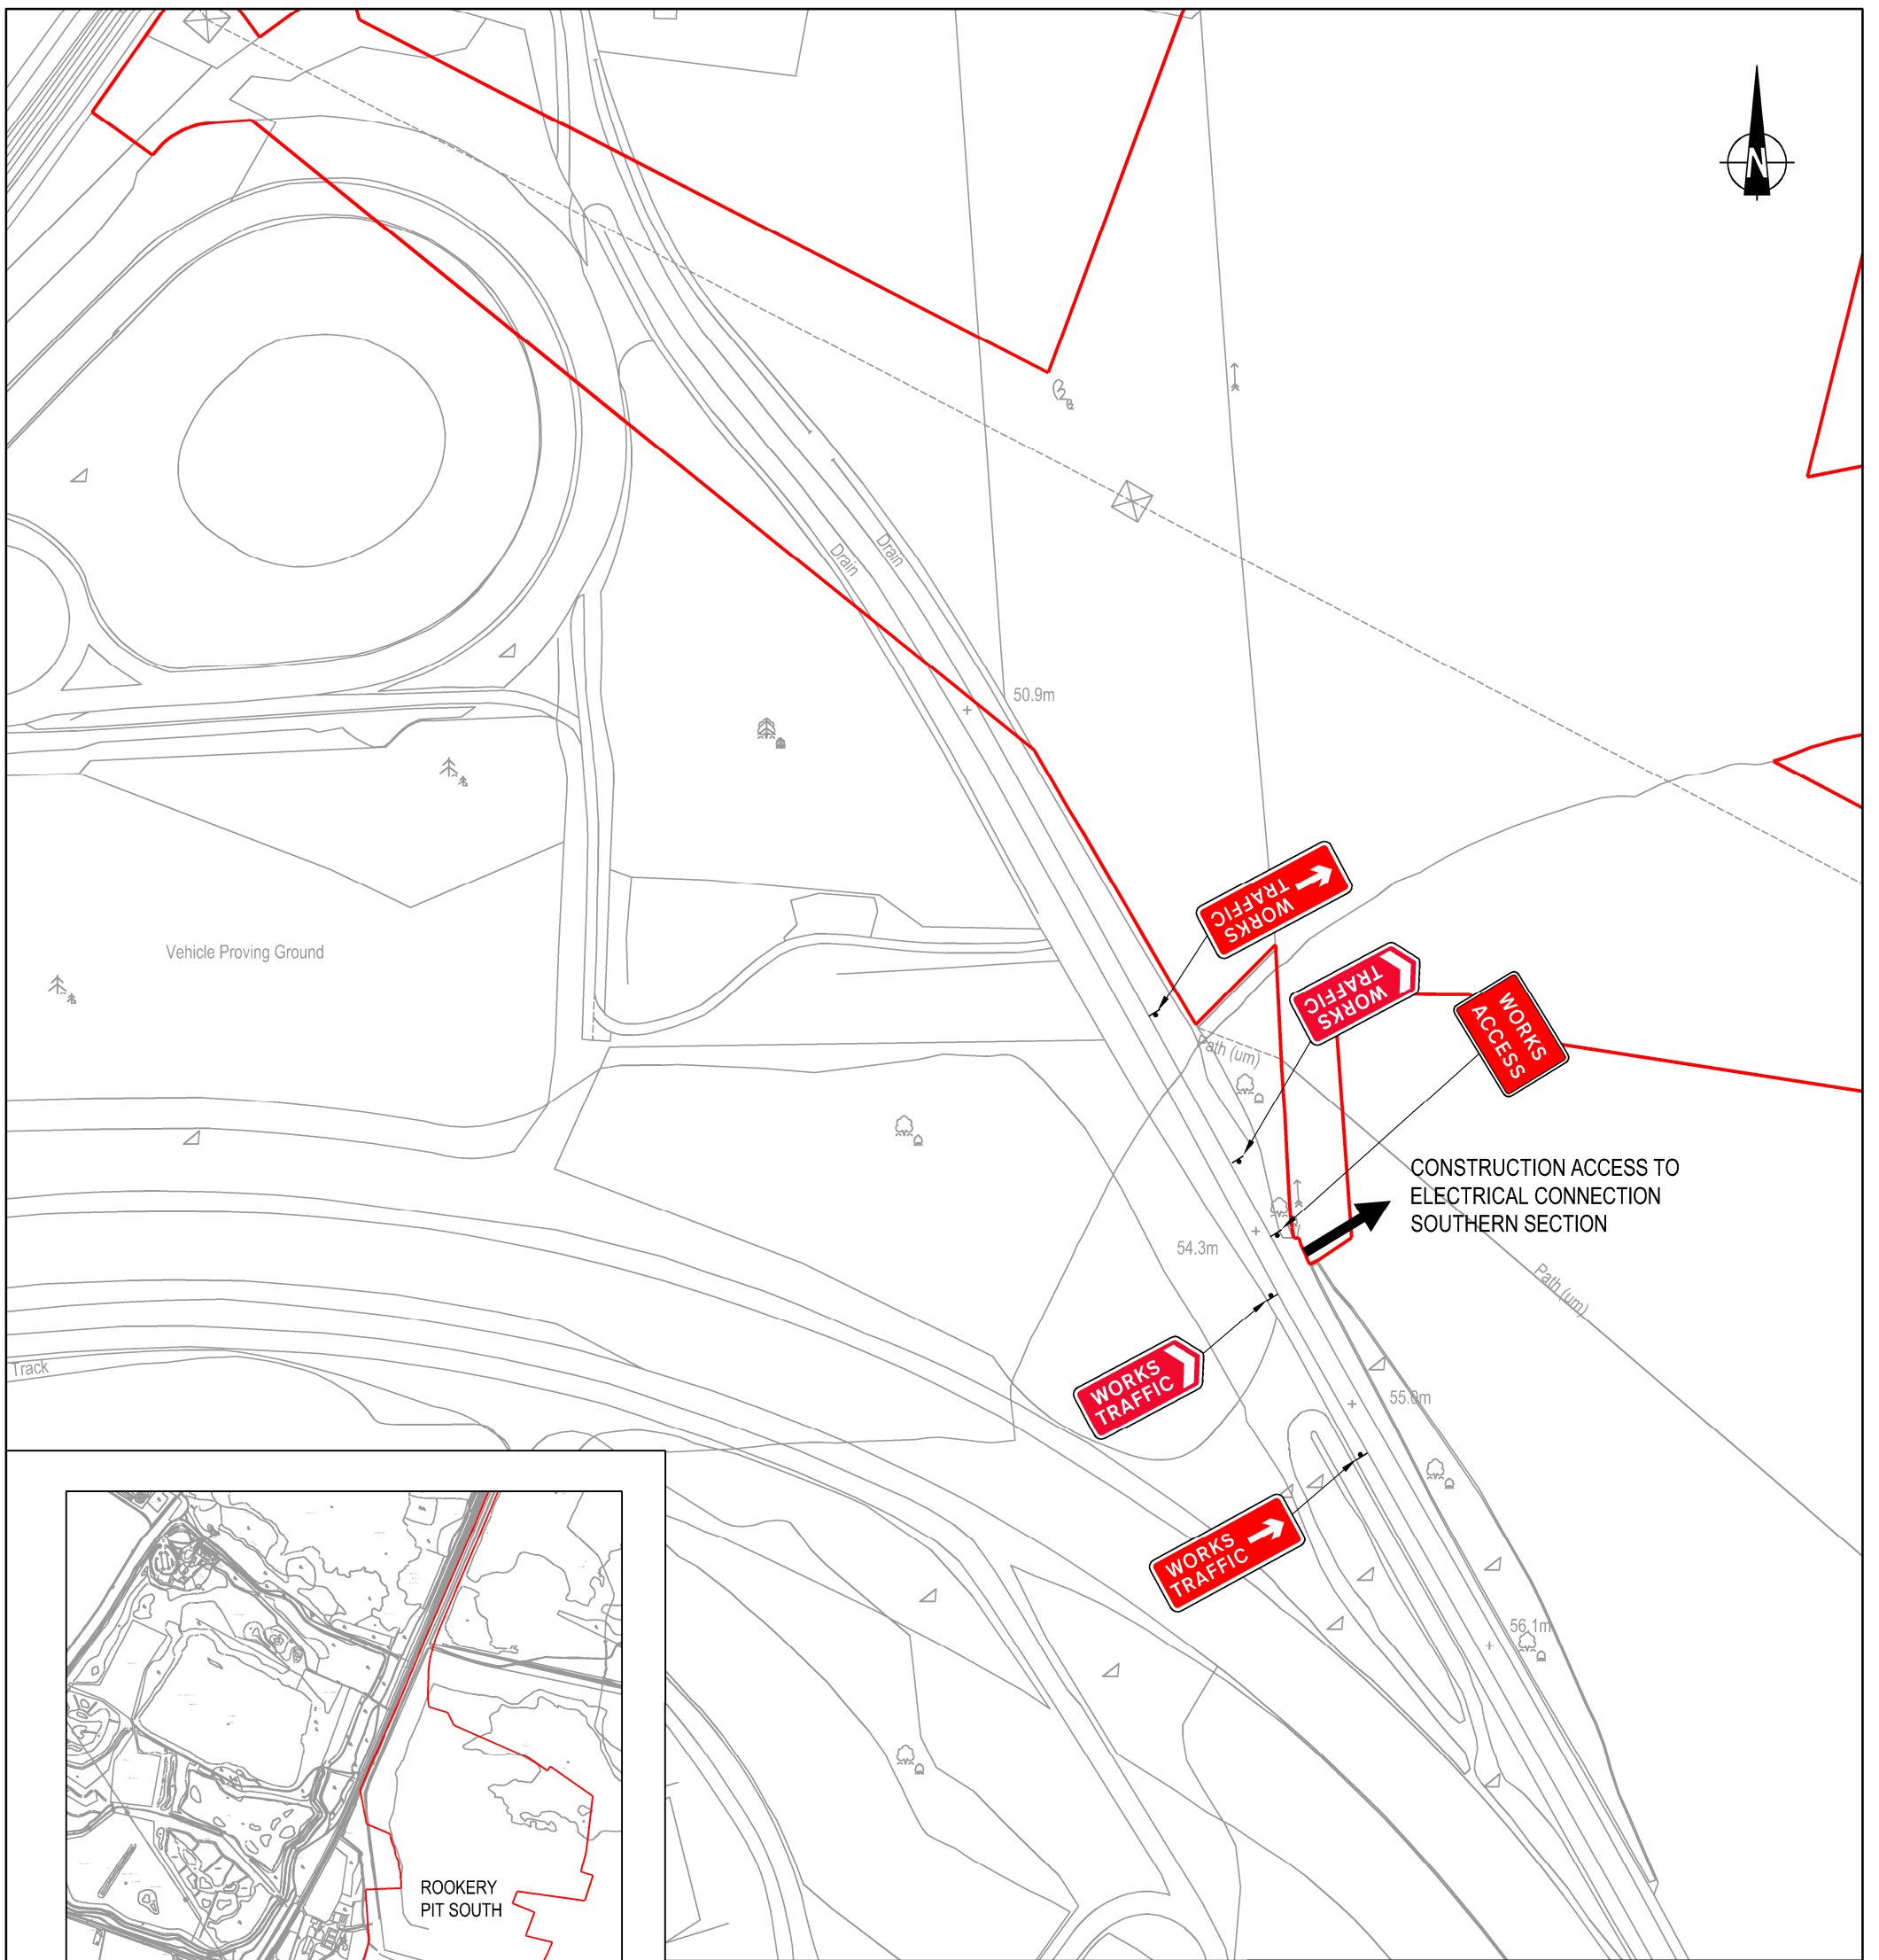 N
Drain
Drain
50.9m
WORKS
TRAFFIC
WORKS
TRAFFIC
WORKS
ACCESS
Vehicle Proving Ground
Path (um)
CONSTRUCTION ACCESS TO
ELECTRICAL CONNECTION
SOUTHERN SECTION
54.3m
Path (um)
WORKS
TRAFFIC
Track
55.0m
WORKS
TRAFFIC
56.1m
ROOKERY
PIT SOUTH